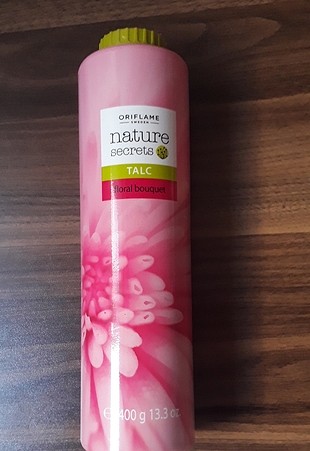 ORIFLAME
SWEDEN
nature
secrets
TALC
floral bouquet
℮400 g 13.3 oz.